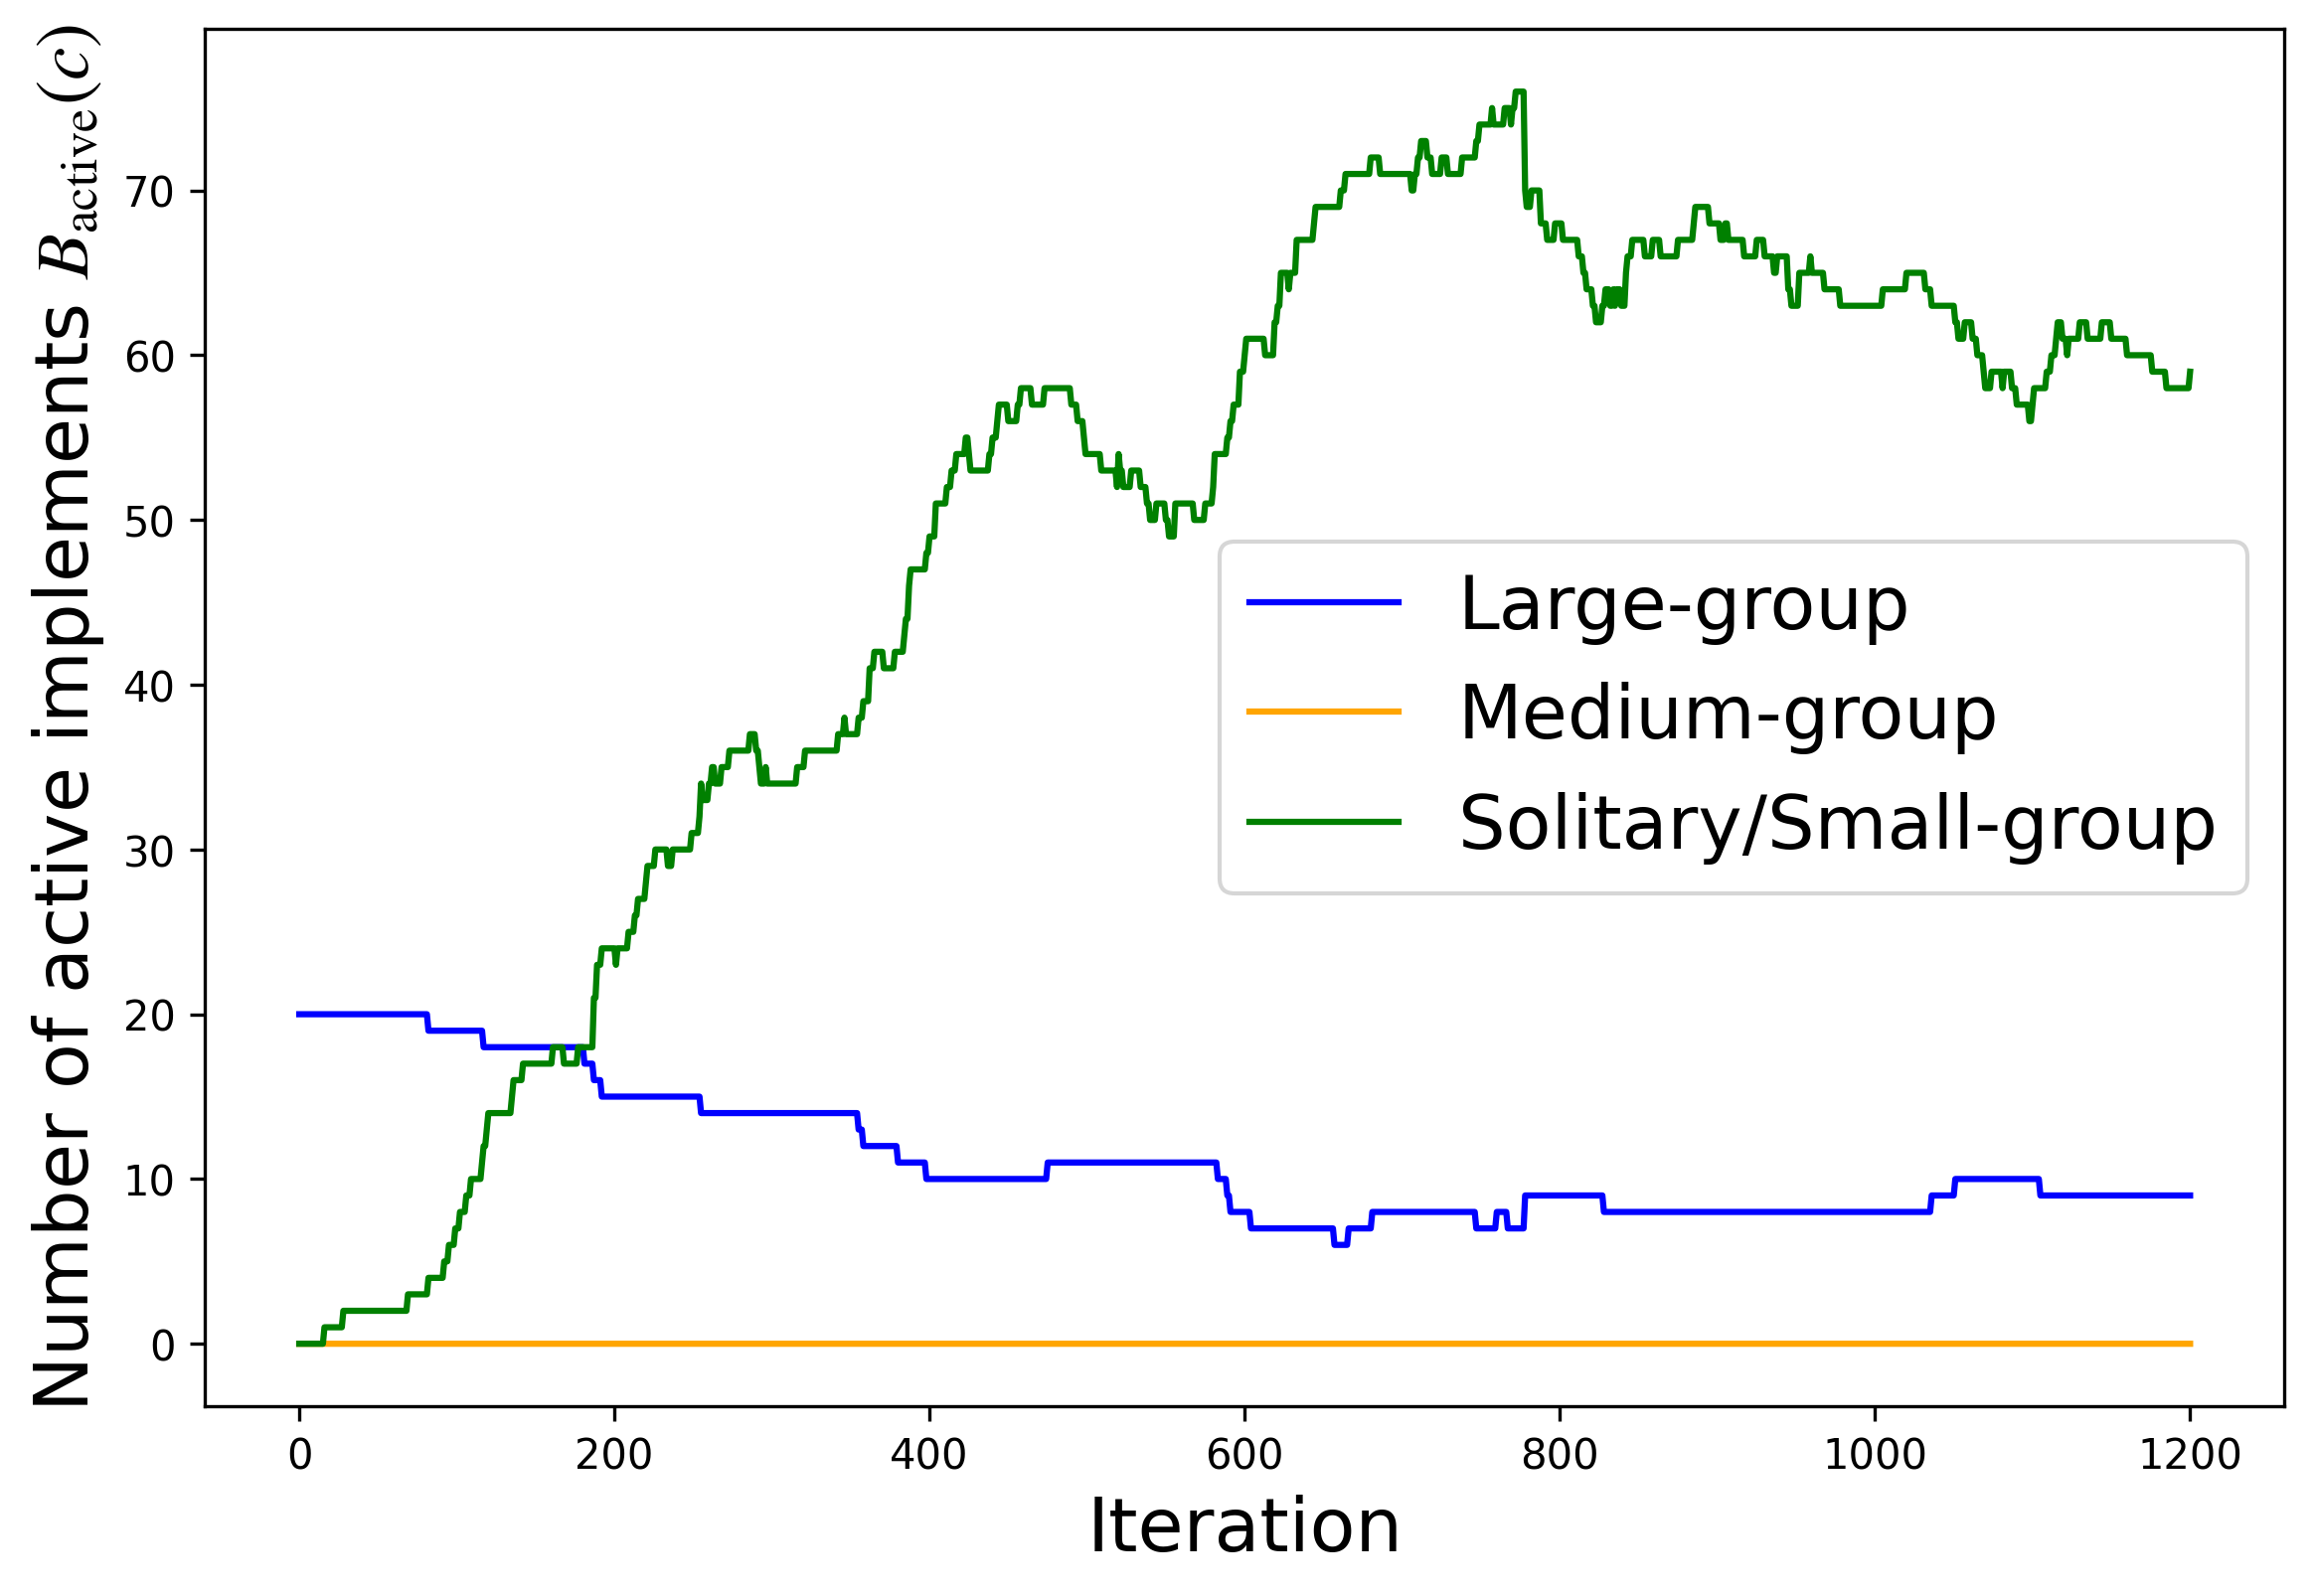 Number of active implements B_active(c)
70
60
50
40
30
20
10
0
Large-group
Medium-group
Solitary/Small-group
0 200 400 600 800 1000 1200
Iteration